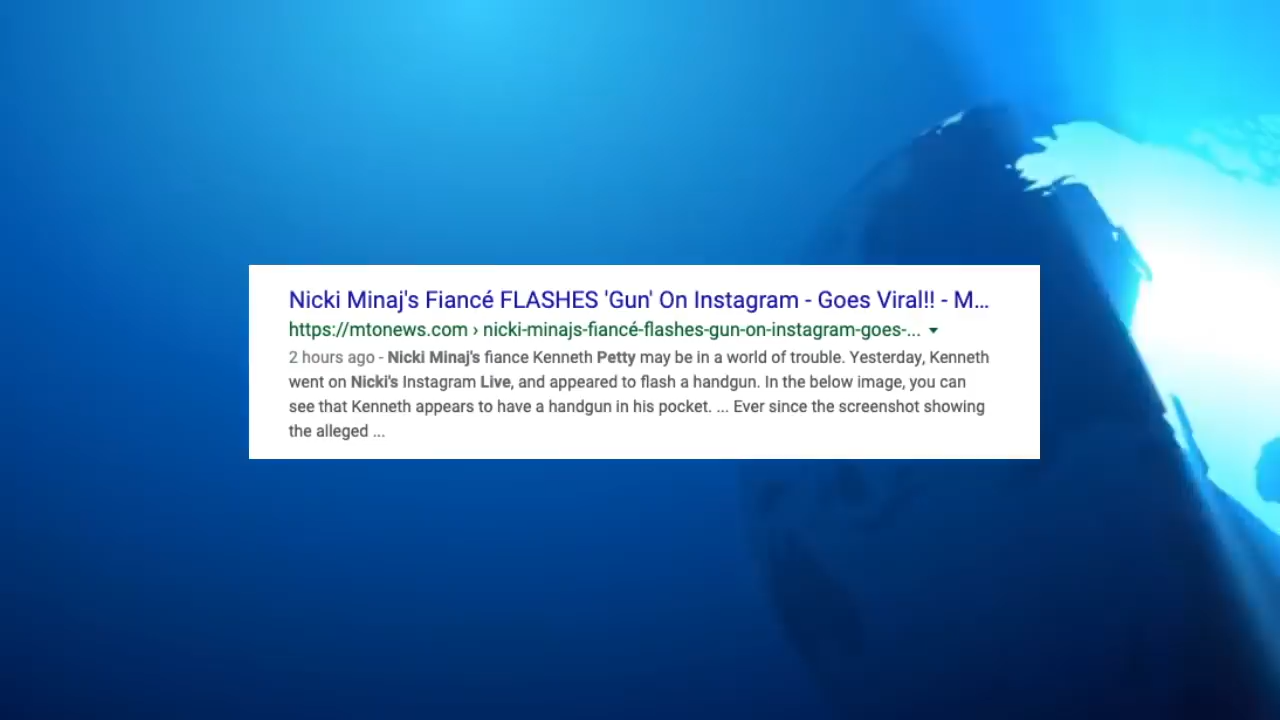 Nicki Minaj's Fiancé FLASHES 'Gun' On Instagram - Goes Viral!! - M...
https://mtonews.com › nicki-minajs-fiancé-flashes-gun-on-instagram-goes-...
2 hours ago - Nicki Minaj's fiance Kenneth Petty may be in a world of trouble. Yesterday, Kenneth
went on Nicki's Instagram Live, and appeared to flash a handgun. In the below image, you can
see that Kenneth appears to have a handgun in his pocket. ... Ever since the screenshot showing
the alleged ...